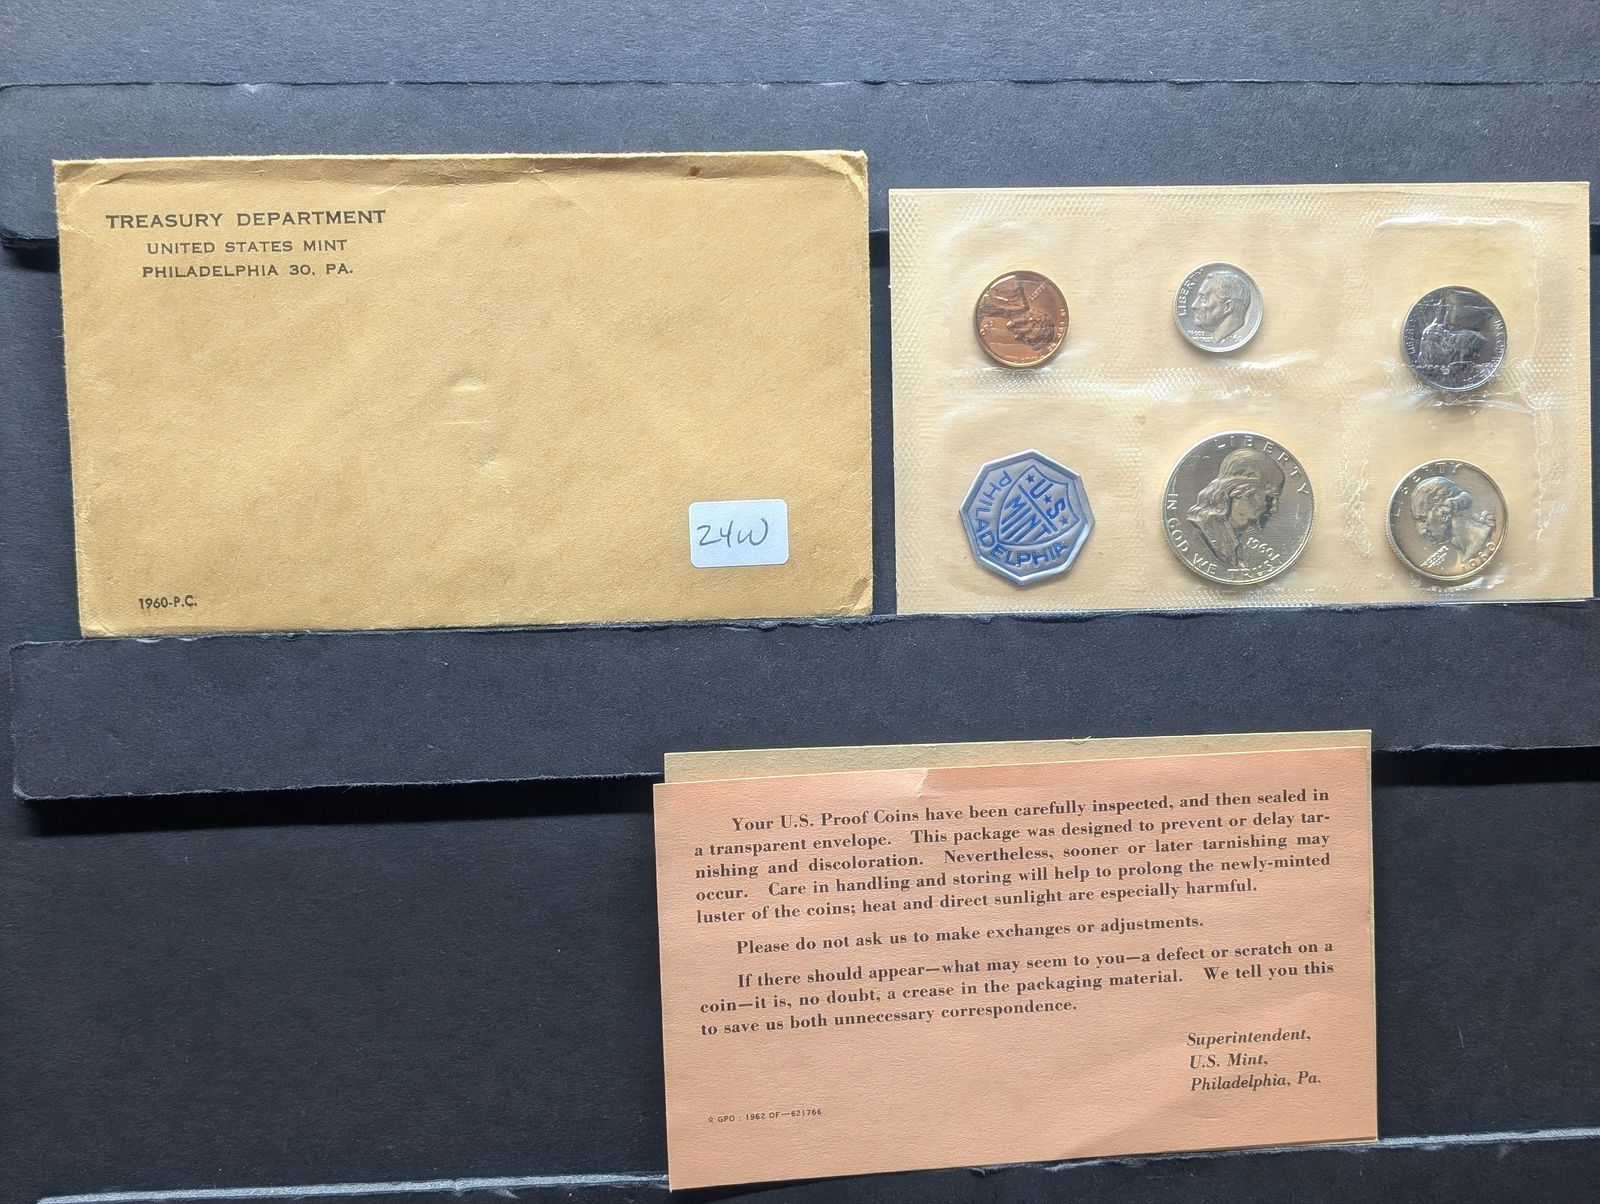 TREASURY DEPARTMENT
UNITED STATES MINT
PHILADELPHIA 30, PA.
24W
1960-P.C.
LIBERTY
LIBERTY
U.S.
MINT
PHILADELPHIA
LIBERTY
IN GOD WE TRUST
1960
LIBERTY
1960
Your U.S. Proof Coins have been carefully inspected, and then sealed in
a transparent envelope. This package was designed to prevent or delay tar-
nishing and discoloration. Nevertheless, sooner or later tarnishing may
occur. Care in handling and storing will help to prolong the newly-minted
luster of the coins; heat and direct sunlight are especially harmful.
Please do not ask us to make exchanges or adjustments.
If there should appear—what may seem to you—a defect or scratch on a
coin—it is, no doubt, a crease in the packaging material. We tell you this
to save us both unnecessary correspondence.
Superintendent,
U.S. Mint,
Philadelphia, Pa.
☆ GPO : 1962 OF—621766